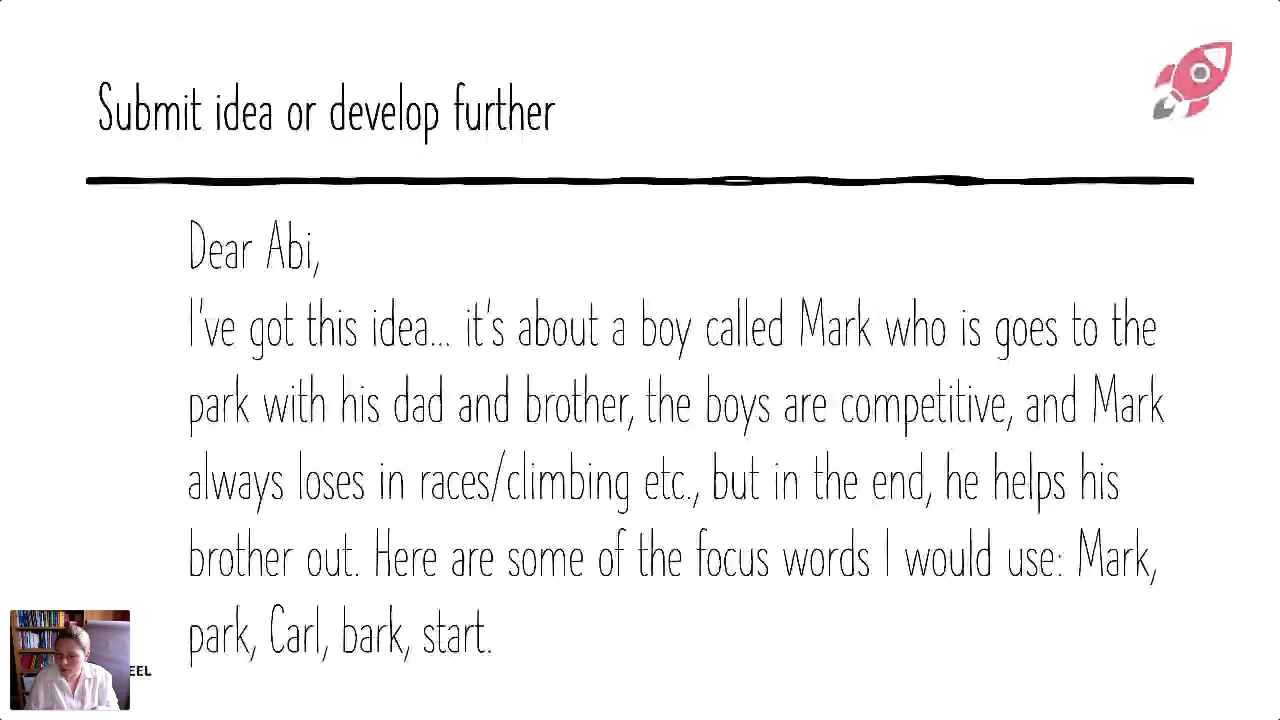 Submit idea or develop further
Dear Abi,
I've got this idea... it's about a boy called Mark who is goes to the
park with his dad and brother, the boys are competitive, and Mark
always loses in races/climbing etc., but in the end, he helps his
brother out. Here are some of the focus words I would use: Mark,
park, Carl, bark, start.
EEL